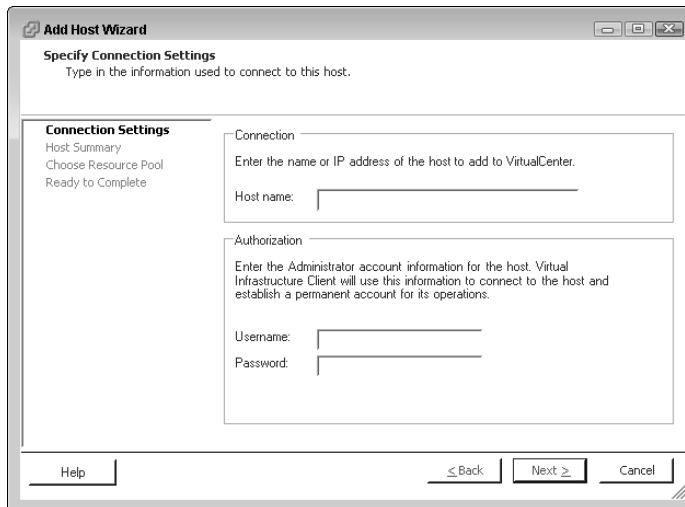 Add Host Wizard
Specify Connection Settings
Type in the information used to connect to this host.
Connection Settings
Host Summary
Choose Resource Pool
Ready to Complete
Connection
Enter the name or IP address of the host to add to VirtualCenter.
Host name:
Authorization
Enter the Administrator account information for the host. Virtual
Infrastructure Client will use this information to connect to the host and
establish a permanent account for its operations.
Username:
Password:
Help
< Back
Next >
Cancel